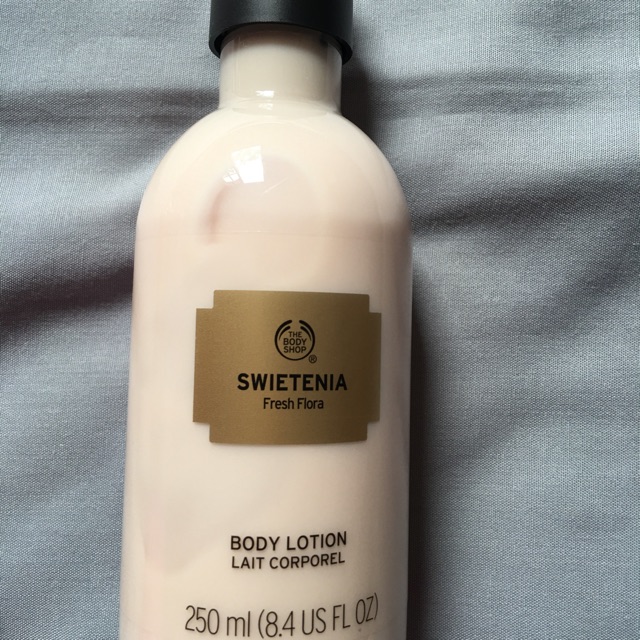 THE
BODY
SHOP
®
SWIETENIA
Fresh Flora
BODY LOTION
LAIT CORPOREL
250 ml (8.4 US FL OZ)